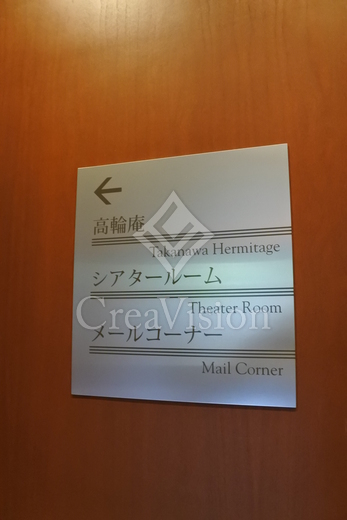 ←
高輪庵
Takanawa Hermitage
シアタールーム
Theater Room
CreaVision
メールコーナー
Mail Corner